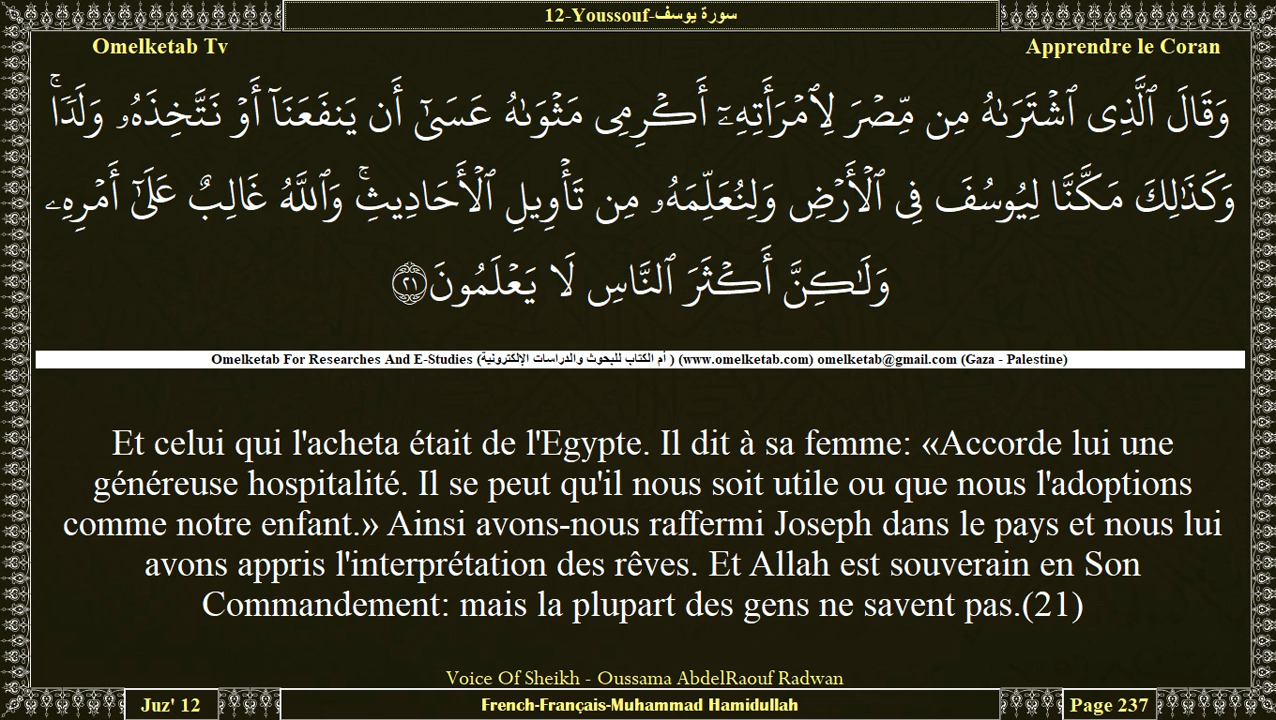 12-Youssouf-سورة يوسف
Omelketab Tv
Apprendre le Coran
وَقَالَ ٱلَّذِى ٱشْتَرَىٰهُ مِن مِّصْرَ لِٱمْرَأَتِهِۦٓ أَكْرِمِى مَثْوَىٰهُ عَسَىٰٓ أَن يَنفَعَنَآ أَوْ نَتَّخِذَهُۥ وَلَدًا ۚ
وَكَذَٰلِكَ مَكَّنَّا لِيُوسُفَ فِى ٱلْأَرْضِ وَلِنُعَلِّمَهُۥ مِن تَأْوِيلِ ٱلْأَحَادِيثِ ۚ وَٱللَّهُ غَالِبٌ عَلَىٰٓ أَمْرِهِۦ
وَلَٰكِنَّ أَكْثَرَ ٱلنَّاسِ لَا يَعْلَمُونَ ﴿٢١﴾
Omelketab For Researches And E-Studies (أم الكتاب للبحوث والدراسات الإلكترونية ) (www.omelketab.com) omelketab@gmail.com (Gaza - Palestine)
Et celui qui l'acheta était de l'Egypte. Il dit à sa femme: «Accorde lui une
généreuse hospitalité. Il se peut qu'il nous soit utile ou que nous l'adoptions
comme notre enfant.» Ainsi avons-nous raffermi Joseph dans le pays et nous lui
avons appris l'interprétation des rêves. Et Allah est souverain en Son
Commandement: mais la plupart des gens ne savent pas.(21)
Voice Of Sheikh - Oussama AbdelRaouf Radwan
Juz' 12
French-Français-Muhammad Hamidullah
Page 237